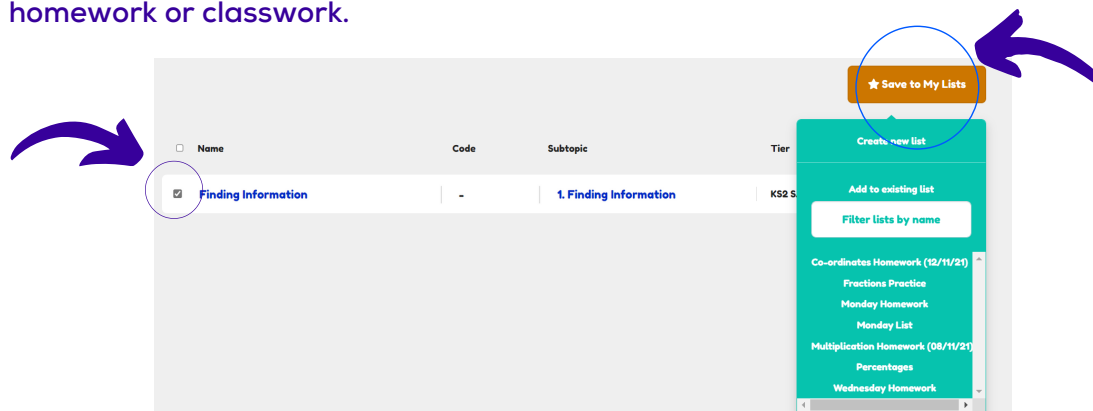 homework or classwork.
Save to My Lists
Create new list
Name Code Subtopic Tier
Add to existing list
Finding Information - 1. Finding Information KS2 S
Filter lists by name
Co-ordinates Homework (12/11/21)
Fractions Practice
Monday Homework
Monday List
Multiplication Homework (08/11/21)
Percentages
Wednesday Homework